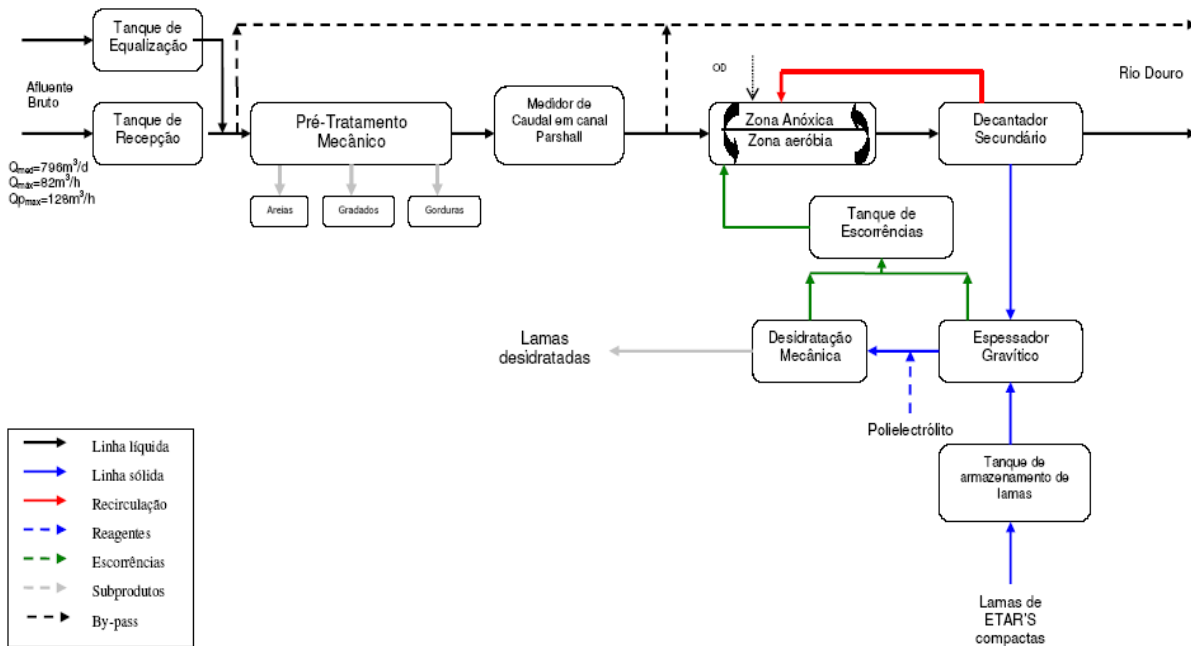 Tanque de
Equalização
Afluente
Bruto
Tanque de
Recepção
Qmed=796m³/d
Qmax=82m³/h
Qpmax=128m³/h
Pré-Tratamento
Mecânico
Areias
Gradados
Gorduras
Medidor de
Caudal em canal
Parshall
OD
Zona Anóxica
Zona aeróbia
Decantador
Secundário
Rio Douro
Tanque de
Escorrências
Lamas
desidratadas
Desidratação
Mecânica
Espessador
Gravítico
Polielectrólito
Tanque de
armazenamento de
lamas
Lamas de
ETAR'S
compactas
Linha líquida
Linha sólida
Recirculação
Reagentes
Escorrências
Subprodutos
By-pass